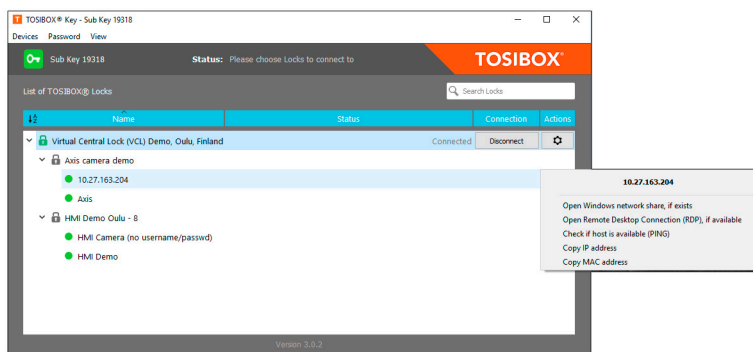 TOSIBOX® Key - Sub Key 19318
Devices Password View
Sub Key 19318 Status: Please choose Locks to connect to TOSIBOX®
List of TOSIBOX® Locks Search Locks
Name Status Connection Actions
Virtual Central Lock (VCL) Demo, Oulu, Finland Connected Disconnect
Axis camera demo
10.27.163.204
Axis
HMI Demo Oulu - 8
HMI Camera (no username/passwd)
HMI Demo
Version 3.0.2
10.27.163.204
Open Windows network share, if exists
Open Remote Desktop Connection (RDP), if available
Check if host is available (PING)
Copy IP address
Copy MAC address